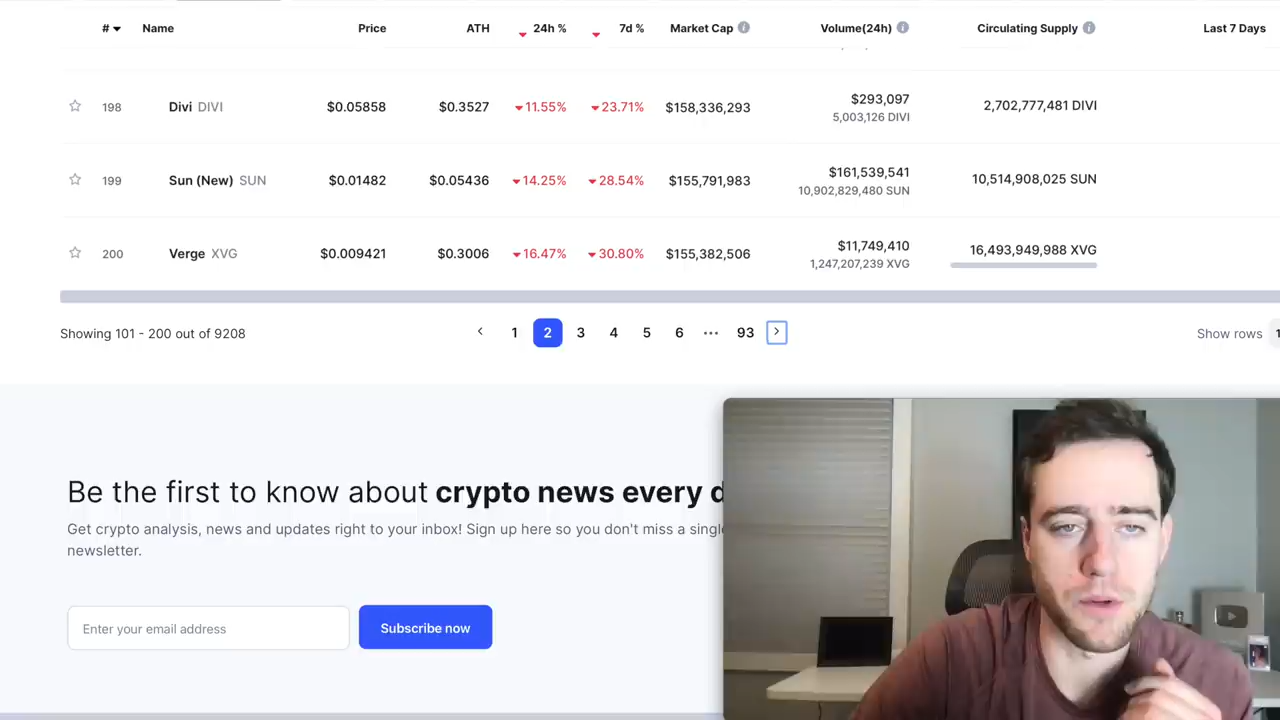 # Name Price ATH 24h % 7d % Market Cap Volume(24h) Circulating Supply Last 7 Days
198 Divi DIVI $0.05858 $0.3527 11.55% 23.71% $158,336,293 $293,097 2,702,777,481 DIVI
5,003,126 DIVI
199 Sun (New) SUN $0.01482 $0.05436 14.25% 28.54% $155,791,983 $161,539,541 10,514,908,025 SUN
10,902,829,480 SUN
200 Verge XVG $0.009421 $0.3006 16.47% 30.80% $155,382,506 $11,749,410 16,493,949,988 XVG
1,247,207,239 XVG
Showing 101 - 200 out of 9208 1 2 3 4 5 6 ••• 93 Show rows
Be the first to know about crypto news every d
Get crypto analysis, news and updates right to your inbox! Sign up here so you don't miss a single
newsletter.
Enter your email address Subscribe now